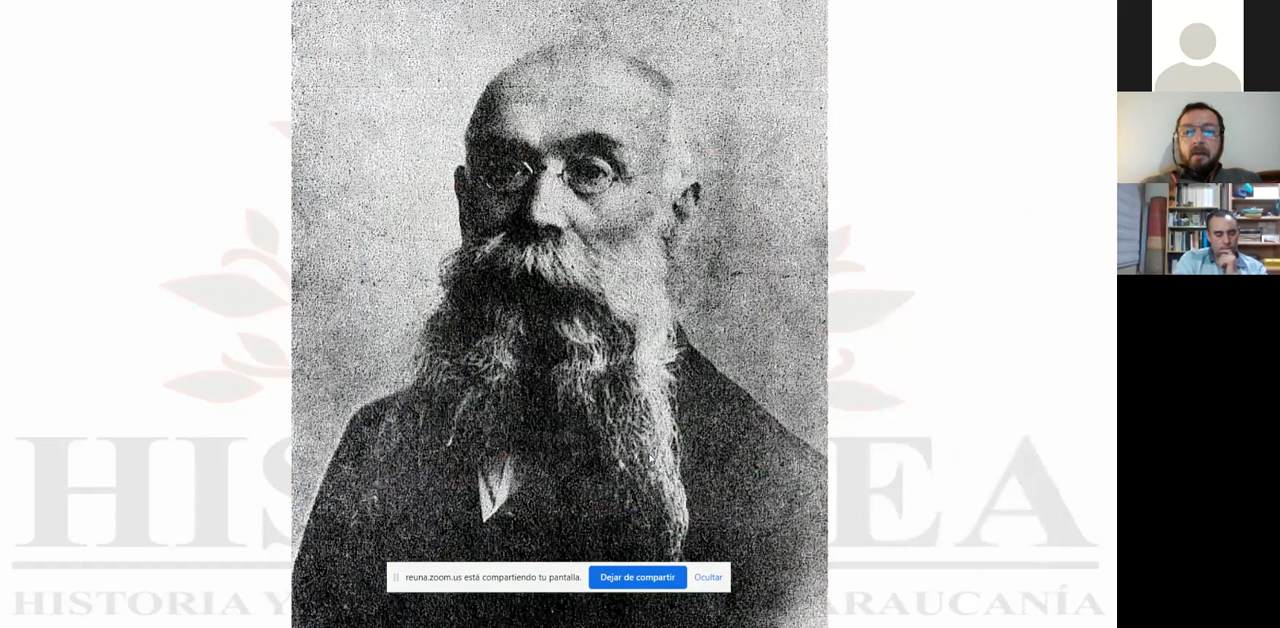 HIS EA
HISTORIA Y ARAUCANÍA
reuna.zoom.us está compartiendo tu pantalla.
Dejar de compartir
Ocultar